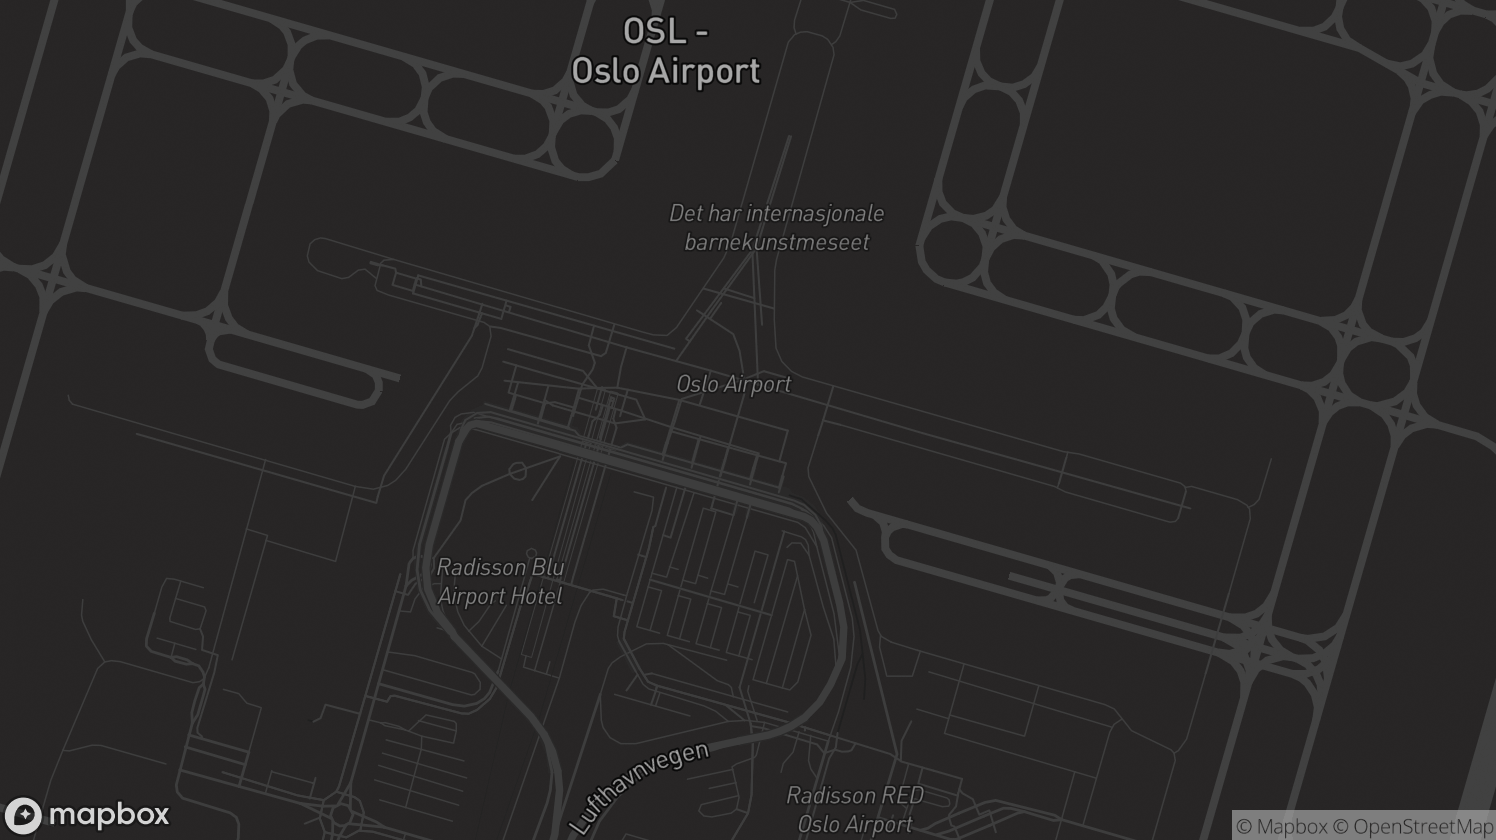 OSL -
Oslo Airport
Det har internasjonale
barnekunstmeseet
Oslo Airport
Radisson Blu
Airport Hotel
Lufthavnvegen
Radisson RED
Oslo Airport
mapbox
© Mapbox © OpenStreetMap